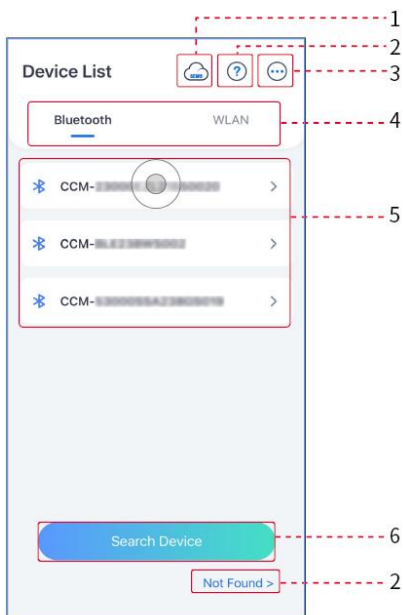 1
2
Device List
3
Bluetooth WLAN
4
CCM-
5
CCM-
CCM-
Search Device
6
Not Found >
2